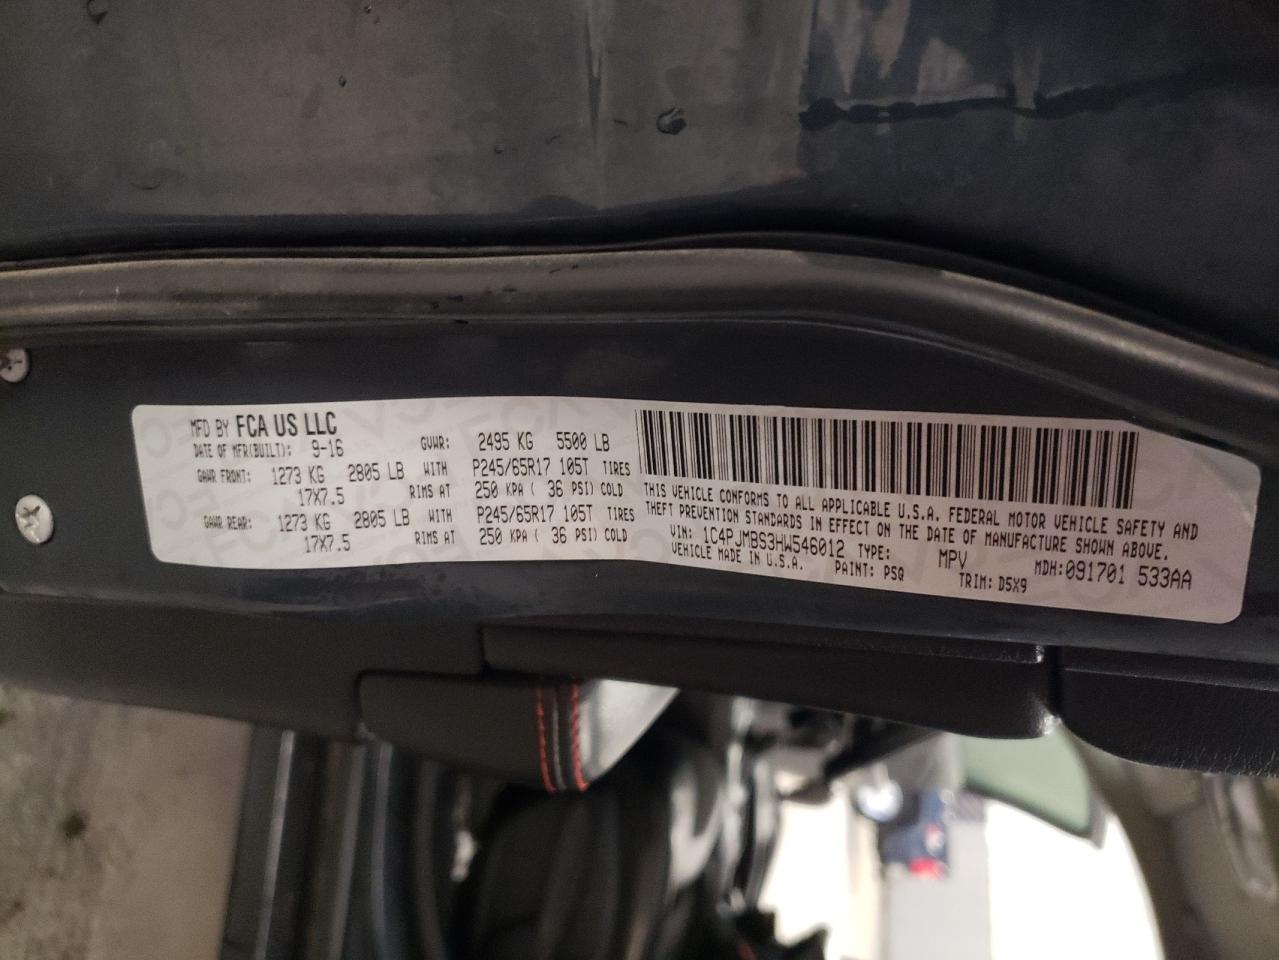 MFD BY FCA US LLC
DATE OF MFR(BUILT): 9-16 GVWR: 2495 KG 5500 LB
GAWR FRONT: 1273 KG 2805 LB WITH P245/65R17 105T TIRES
17X7.5 RIMS AT 250 KPA ( 36 PSI) COLD
GAWR REAR: 1273 KG 2805 LB WITH P245/65R17 105T TIRES
17X7.5 RIMS AT 250 KPA ( 36 PSI) COLD
THIS VEHICLE CONFORMS TO ALL APPLICABLE U.S.A. FEDERAL MOTOR VEHICLE SAFETY AND
THEFT PREVENTION STANDARDS IN EFFECT ON THE DATE OF MANUFACTURE SHOWN ABOVE.
VIN: 1C4PJMBS3HW546012 TYPE: MPV MDH:091701 533AA
VEHICLE MADE IN U.S.A. PAINT: PSQ TRIM: D5X9